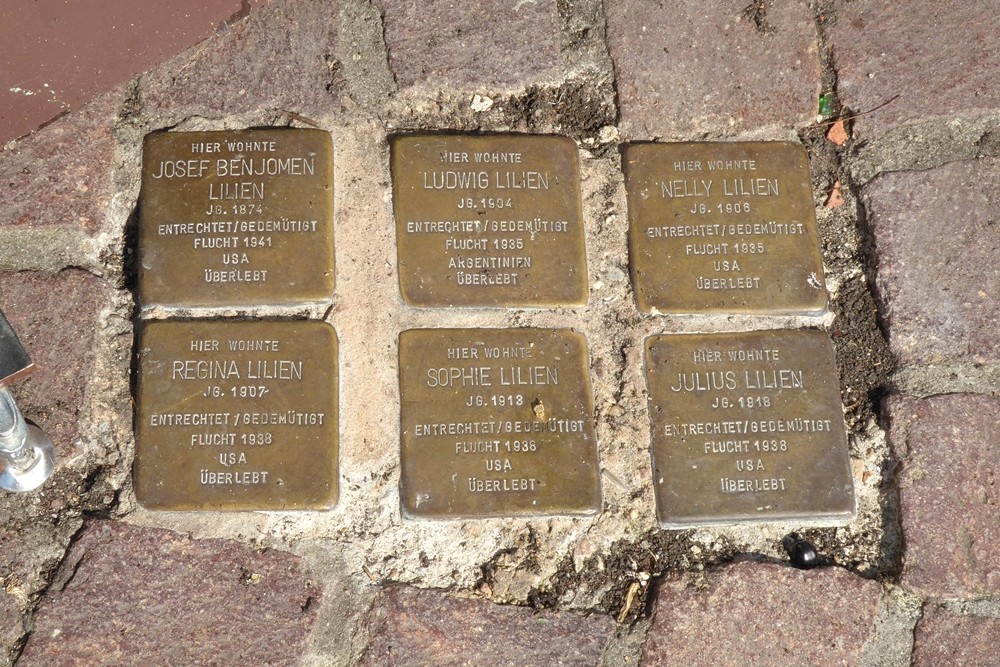 HIER WOHNTE
JOSEF BENJOMEN
LILIEN
JG. 1874
ENTRECHTET/GEDEMÜTIGT
FLUCHT 1941
USA
ÜBERLEBT
HIER WOHNTE
LUDWIG LILIEN
JG. 1904
ENTRECHTET/GEDEMÜTIGT
FLUCHT 1935
ARGENTINIEN
ÜBERLEBT
HIER WOHNTE
NELLY LILIEN
JG. 1906
ENTRECHTET/GEDEMÜTIGT
FLUCHT 1935
USA
ÜBERLEBT
HIER WOHNTE
REGINA LILIEN
JG. 1907
ENTRECHTET/GEDEMÜTIGT
FLUCHT 1938
USA
ÜBERLEBT
HIER WOHNTE
SOPHIE LILIEN
JG. 1913
ENTRECHTET/GEDEMÜTIGT
FLUCHT 1938
USA
ÜBERLEBT
HIER WOHNTE
JULIUS LILIEN
JG. 1918
ENTRECHTET/GEDEMÜTIGT
FLUCHT 1938
USA
ÜBERLEBT